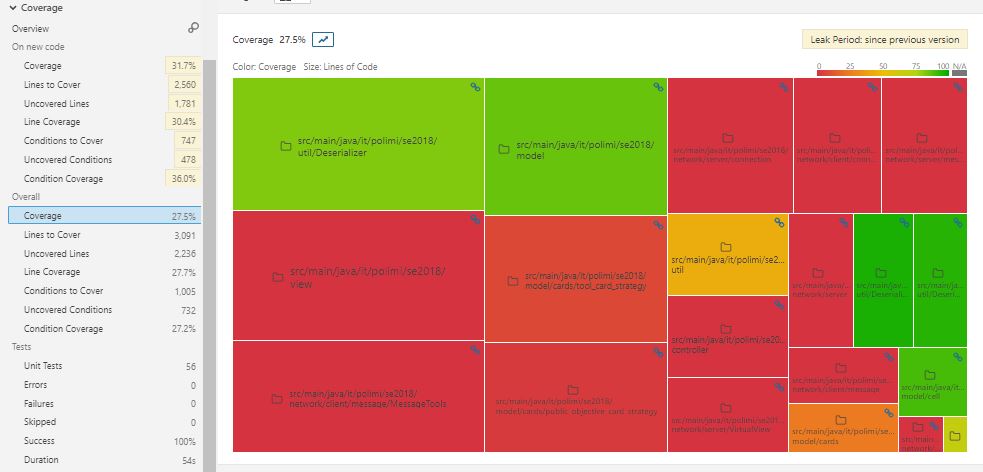 Coverage
Overview
On new code
Coverage 31.7%
Lines to Cover 2,560
Uncovered Lines 1,781
Line Coverage 30.4%
Conditions to Cover 747
Uncovered Conditions 478
Condition Coverage 36.0%
Overall
Coverage 27.5%
Lines to Cover 3,091
Uncovered Lines 2,236
Line Coverage 27.7%
Conditions to Cover 1,005
Uncovered Conditions 732
Condition Coverage 27.2%
Tests
Unit Tests 56
Errors 0
Failures 0
Skipped 0
Success 100%
Duration 54s
Coverage 27.5%
Leak Period: since previous version
Color: Coverage Size: Lines of Code
0 25 50 75 100 N/A
src/main/java/it/polimi/se2018/
util/Deserializer
src/main/java/it/polimi/se2018/
model
src/main/java/it/polimi/se2018/
network/server/connection
src/main/java/it/poli...
network/client/conn...
src/main/java/it/pol...
network/server/mes...
src/main/java/it/polimi/se2018/
view
src/main/java/it/polimi/se2018/
model/cards/tool_card_strategy
src/main/java/it/polimi/se2...
util
src/main/java/it/p...
network/server
src/main/jav...
util/Deseriali...
src/main/ja...
util/Deseri...
src/main/java/it/polimi/se20...
controller
src/main/java/it/polimi/se2018/
network/client/message/MessageTools
src/main/java/it/polimi/se2018/
model/cards/public_objective_card_strategy
src/main/java/it/polimi/se201...
network/server/VirtualView
src/main/java/it/polimi/se...
network/client/message
src/main/java/it...
model/cell
src/main/java/it/polimi/se...
model/cards
src/main/...
network/...